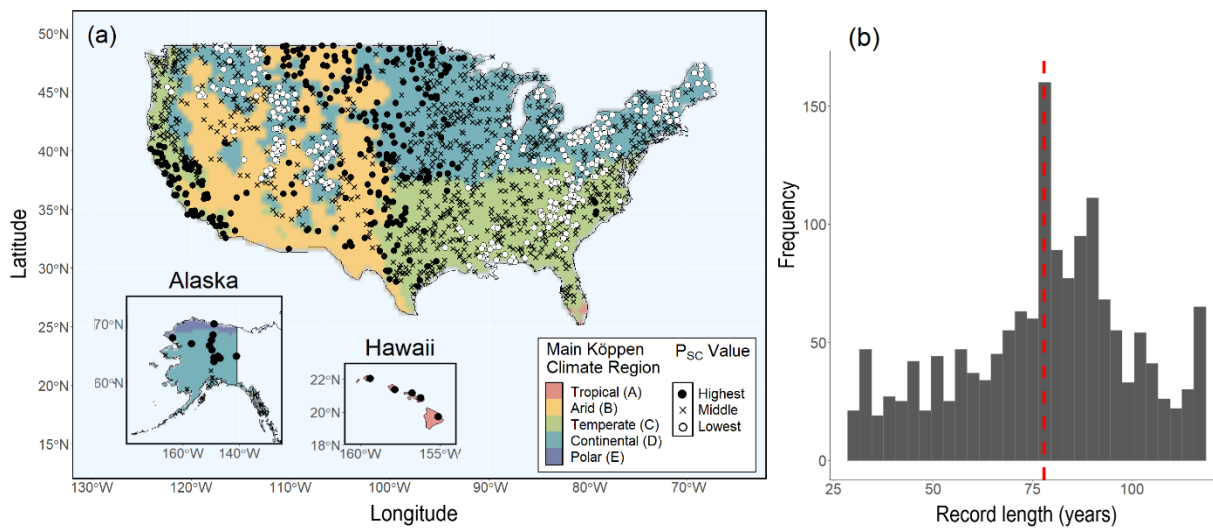 (a)
50°N
45°N
40°N
35°N
30°N
25°N
20°N
15°N
Latitude
130°W 120°W 110°W 100°W 90°W 80°W 70°W
Longitude
Alaska
70°N
60°N
160°W 140°W
Hawaii
22°N
20°N
18°N
160°W 155°W
Main Köppen
Climate Region
Tropical (A)
Arid (B)
Temperate (C)
Continental (D)
Polar (E)
PSC Value
Highest
Middle
Lowest
(b)
150
100
50
0
Frequency
25 50 75 100
Record length (years)